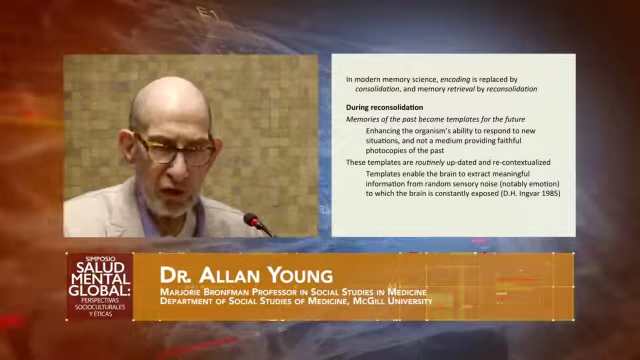 In modern memory science, encoding is replaced by
consolidation, and memory retrieval by reconsolidation
During reconsolidation
Memories of the past become templates for the future
Enhancing the organism's ability to respond to new
situations, and not a medium providing faithful
photocopies of the past
These templates are routinely up-dated and re-contextualized
Templates enable the brain to extract meaningful
information from random sensory noise (notably emotion)
to which the brain is constantly exposed (D.H. Ingvar 1985)
SIMPOSIO
SALUD
MENTAL
GLOBAL:
PERSPECTIVAS
SOCIOCULTURALES
Y ÉTICAS
DR. ALLAN YOUNG
MARJORIE BRONFMAN PROFESSOR IN SOCIAL STUDIES IN MEDICINE
DEPARTMENT OF SOCIAL STUDIES OF MEDICINE, MCGILL UNIVERSITY